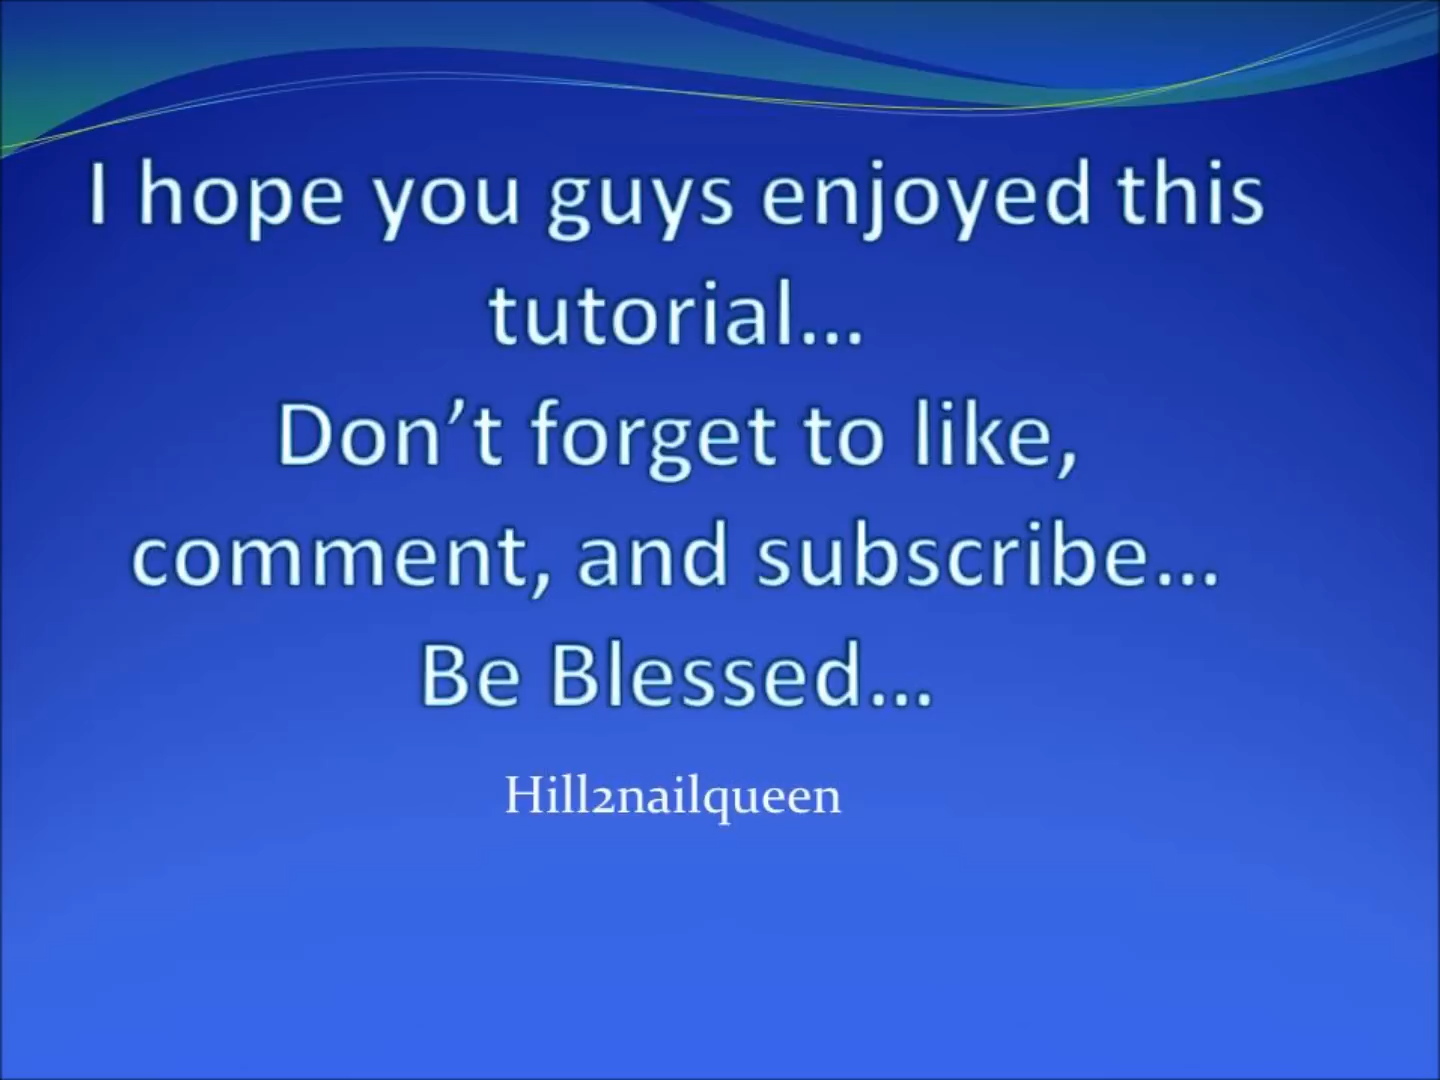 I hope you guys enjoyed this
tutorial...
Don’t forget to like,
comment, and subscribe...
Be Blessed...
Hill2nailqueen